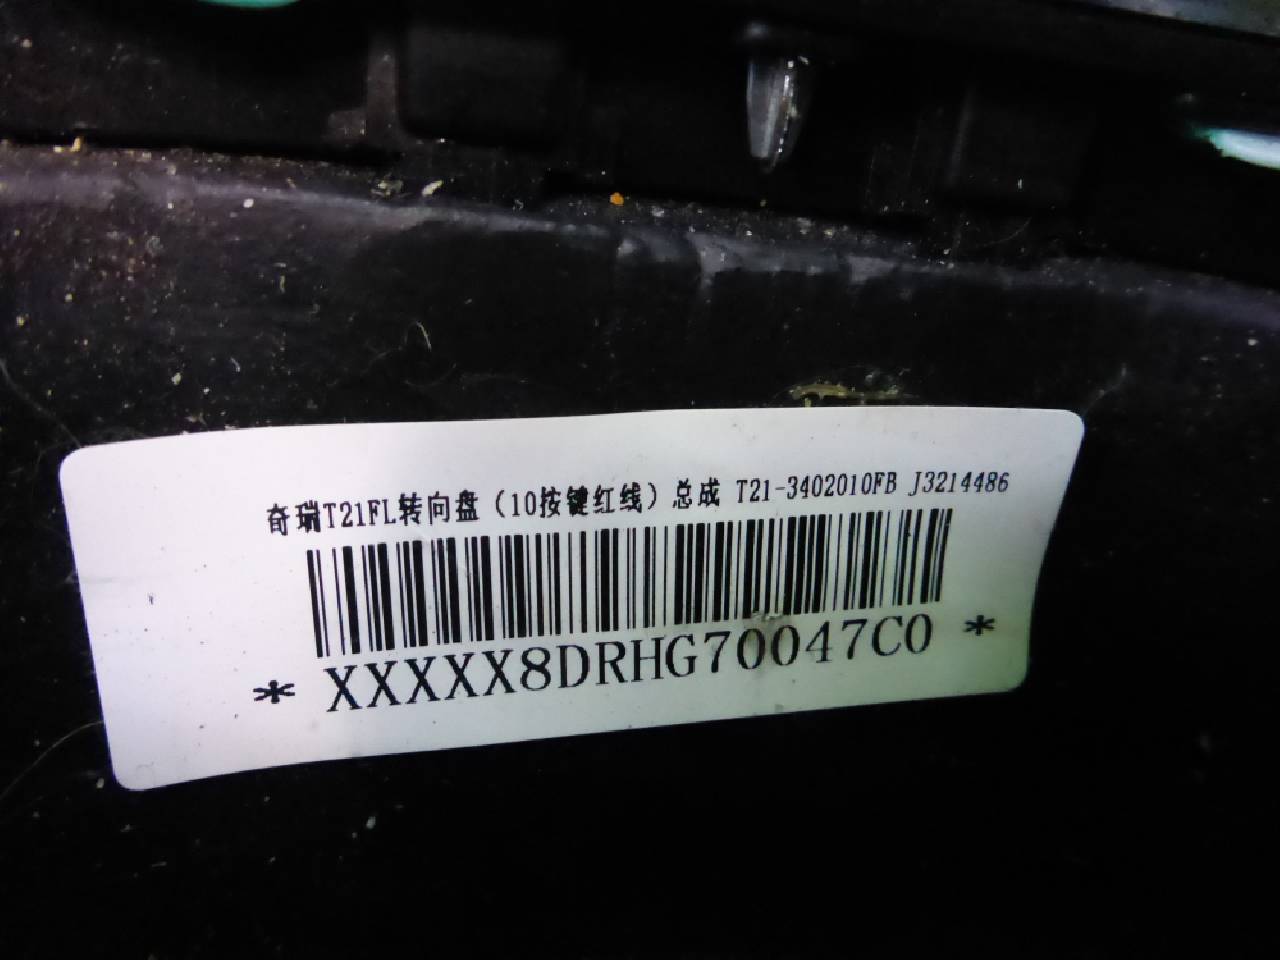 奇瑞T21FL转向盘（10按键红线）总成 T21-3402010FB J3214486
* XXXXX8DRHG70047C0 *